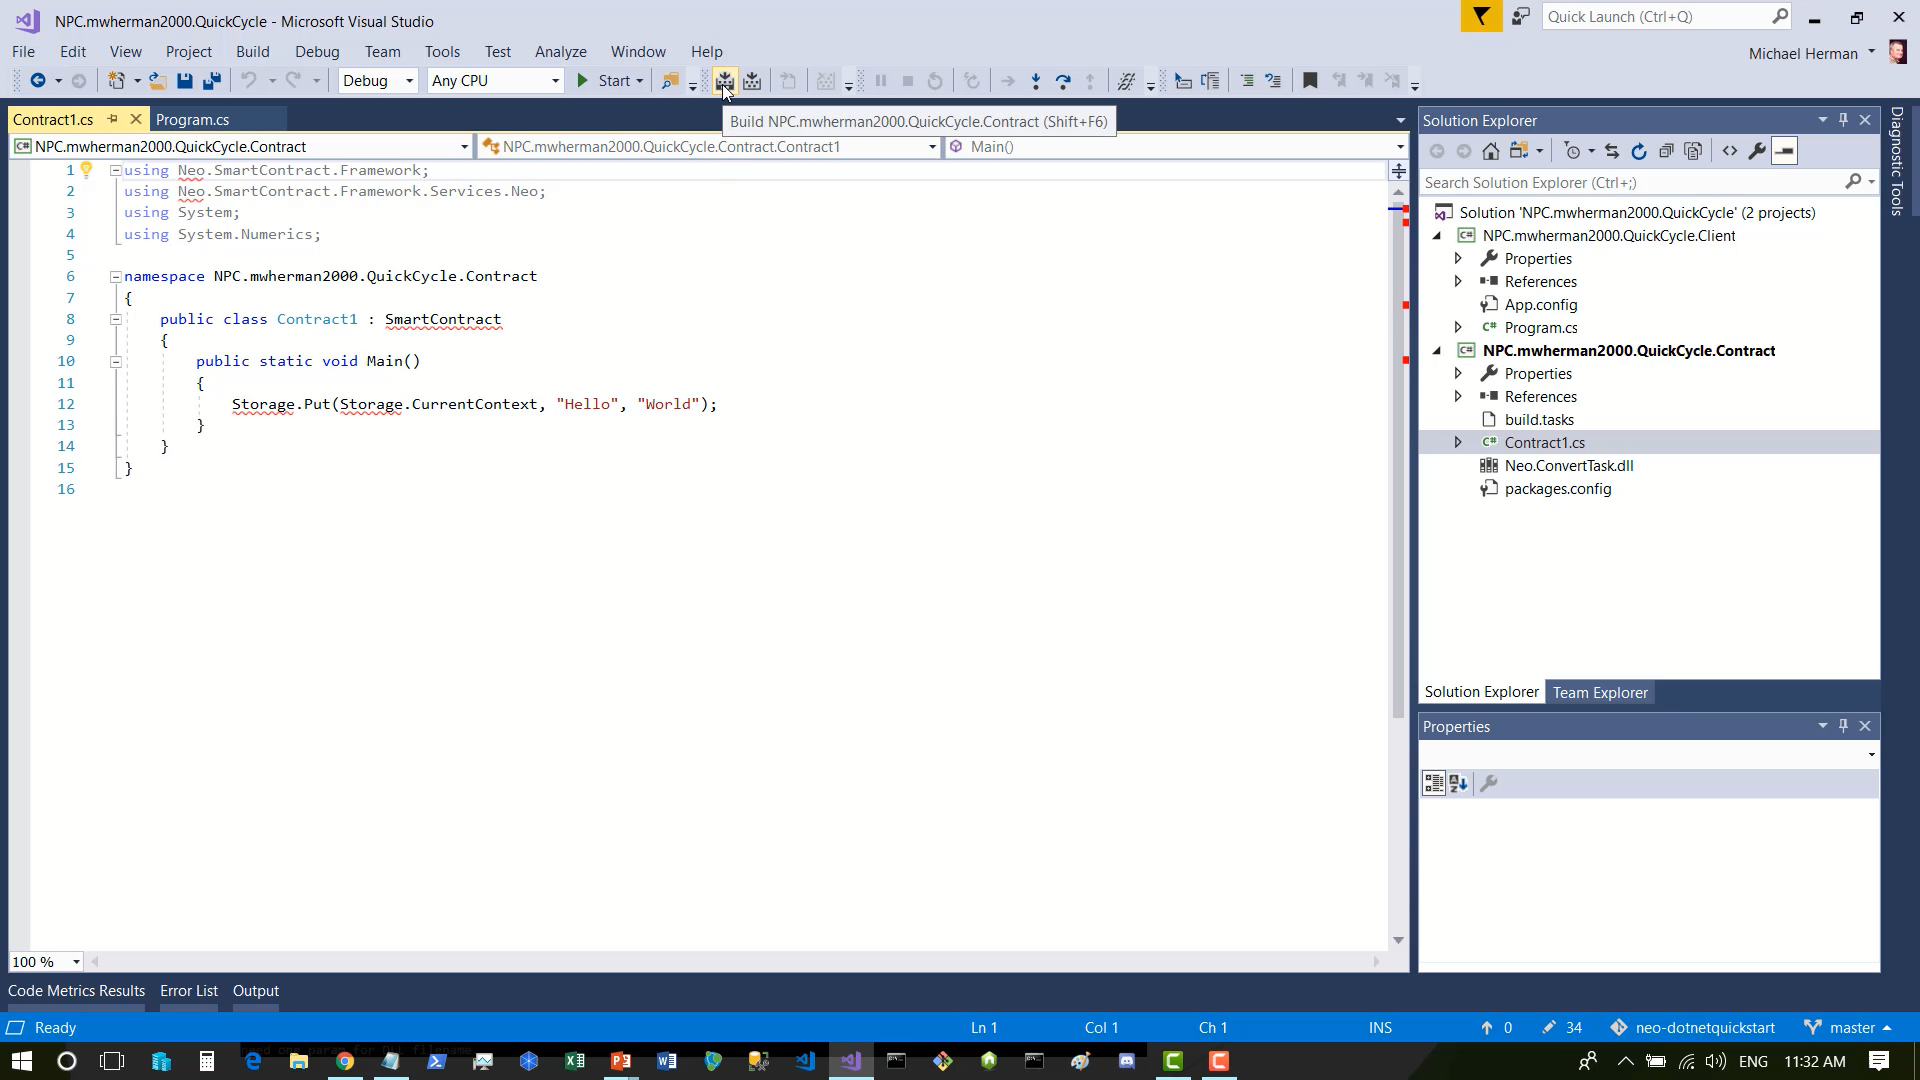 NPC.mwherman2000.QuickCycle - Microsoft Visual Studio
Quick Launch (Ctrl+Q)
File Edit View Project Build Debug Team Tools Test Analyze Window Help
Michael Herman
Debug Any CPU Start
Contract1.cs Program.cs
Build NPC.mwherman2000.QuickCycle.Contract (Shift+F6)
NPC.mwherman2000.QuickCycle.Contract NPC.mwherman2000.QuickCycle.Contract.Contract1 Main()
1 using Neo.SmartContract.Framework;
2 using Neo.SmartContract.Framework.Services.Neo;
3 using System;
4 using System.Numerics;
5
6 namespace NPC.mwherman2000.QuickCycle.Contract
7 {
8 public class Contract1 : SmartContract
9 {
10 public static void Main()
11 {
12 Storage.Put(Storage.CurrentContext, "Hello", "World");
13 }
14 }
15 }
16
100 %
Code Metrics Results Error List Output
Solution Explorer
Search Solution Explorer (Ctrl+;)
Solution 'NPC.mwherman2000.QuickCycle' (2 projects)
C# NPC.mwherman2000.QuickCycle.Client
Properties
References
App.config
C# Program.cs
C# NPC.mwherman2000.QuickCycle.Contract
Properties
References
build.tasks
C# Contract1.cs
Neo.ConvertTask.dll
packages.config
Solution Explorer Team Explorer
Properties
Diagnostic Tools
Ready Ln 1 Col 1 Ch 1 INS 0 34 neo-dotnetquickstart master
need one param for DLL filename
ENG 11:32 AM